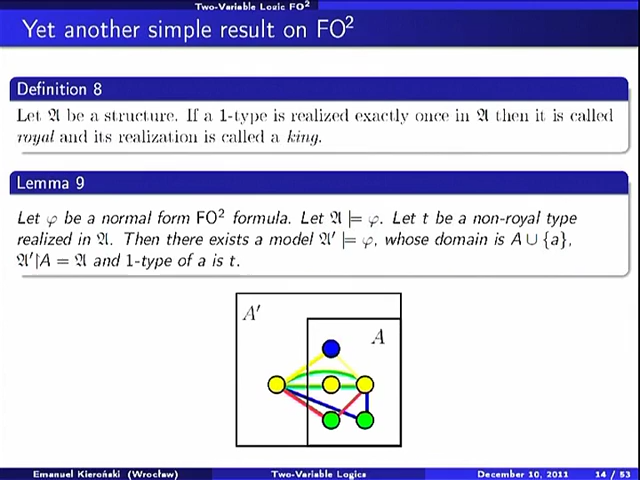 Two-Variable Logic FO²
Yet another simple result on FO²
Definition 8
Let 𝔄 be a structure. If a 1-type is realized exactly once in 𝔄 then it is called
royal and its realization is called a king.
Lemma 9
Let φ be a normal form FO² formula. Let 𝔄 ⊨ φ. Let t be a non-royal type
realized in 𝔄. Then there exists a model 𝔄′ ⊨ φ, whose domain is A ∪ {a},
𝔄′↾A = 𝔄 and 1-type of a is t.
A′
A
Emanuel Kieroński (Wrocław) Two-Variable Logics December 10, 2011 14 / 53